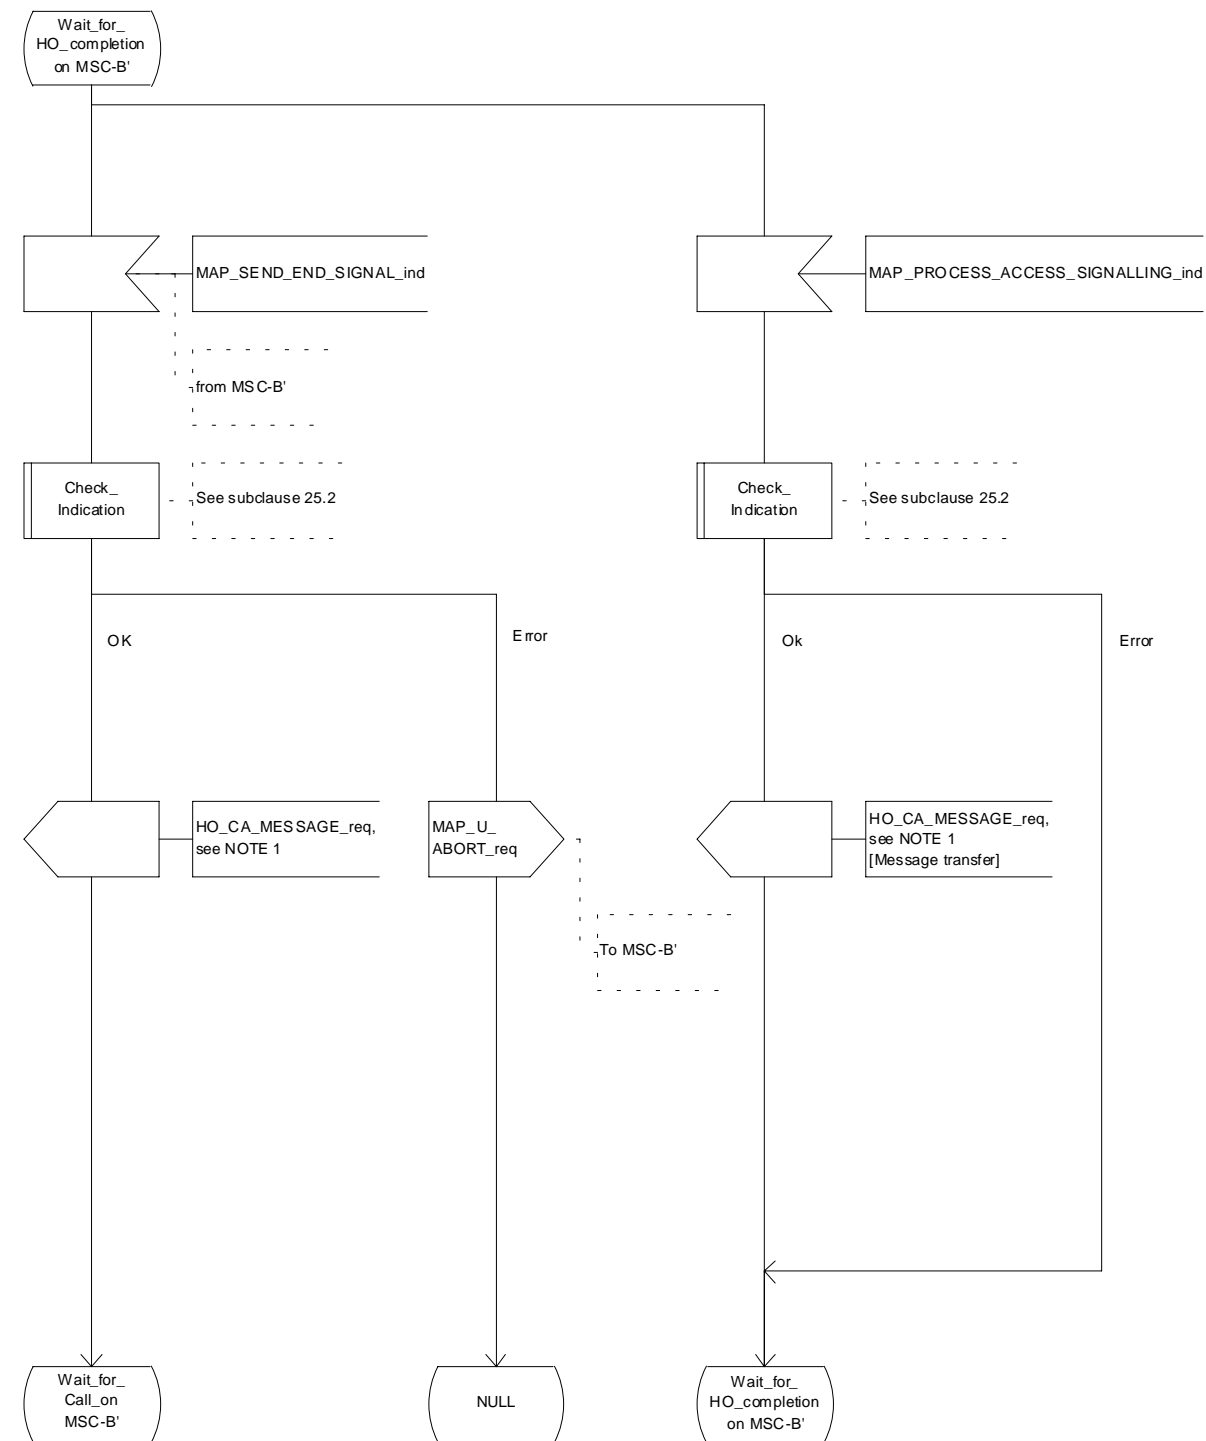 Wait_for_
HO_completion
on MSC-B'
MAP_SEND_END_SIGNAL_ind
MAP_PROCESS_ACCESS_SIGNALLING_ind
from MSC-B'
Check_
Indication
See subclause 25.2
Check_
Indication
See subclause 25.2
OK
Error
Ok
Error
HO_CA_MESSAGE_req,
see NOTE 1
MAP_U_
ABORT_req
HO_CA_MESSAGE_req,
see NOTE 1
[Message transfer]
To MSC-B'
Wait_for_
Call_on
MSC-B'
NULL
Wait_for_
HO_completion
on MSC-B'